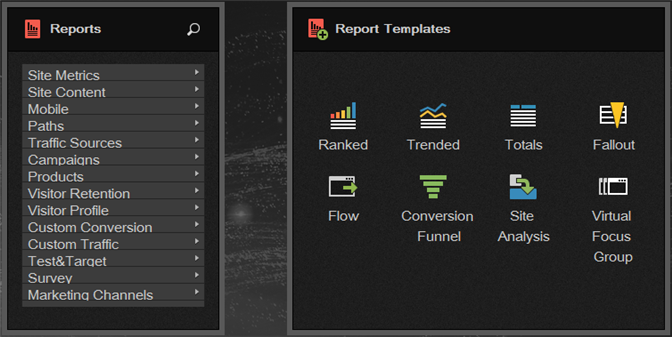 Reports
Site Metrics
Site Content
Mobile
Paths
Traffic Sources
Campaigns
Products
Visitor Retention
Visitor Profile
Custom Conversion
Custom Traffic
Test&Target
Survey
Marketing Channels
Report Templates
Ranked
Trended
Totals
Fallout
Flow
Conversion
Funnel
Site
Analysis
Virtual
Focus
Group